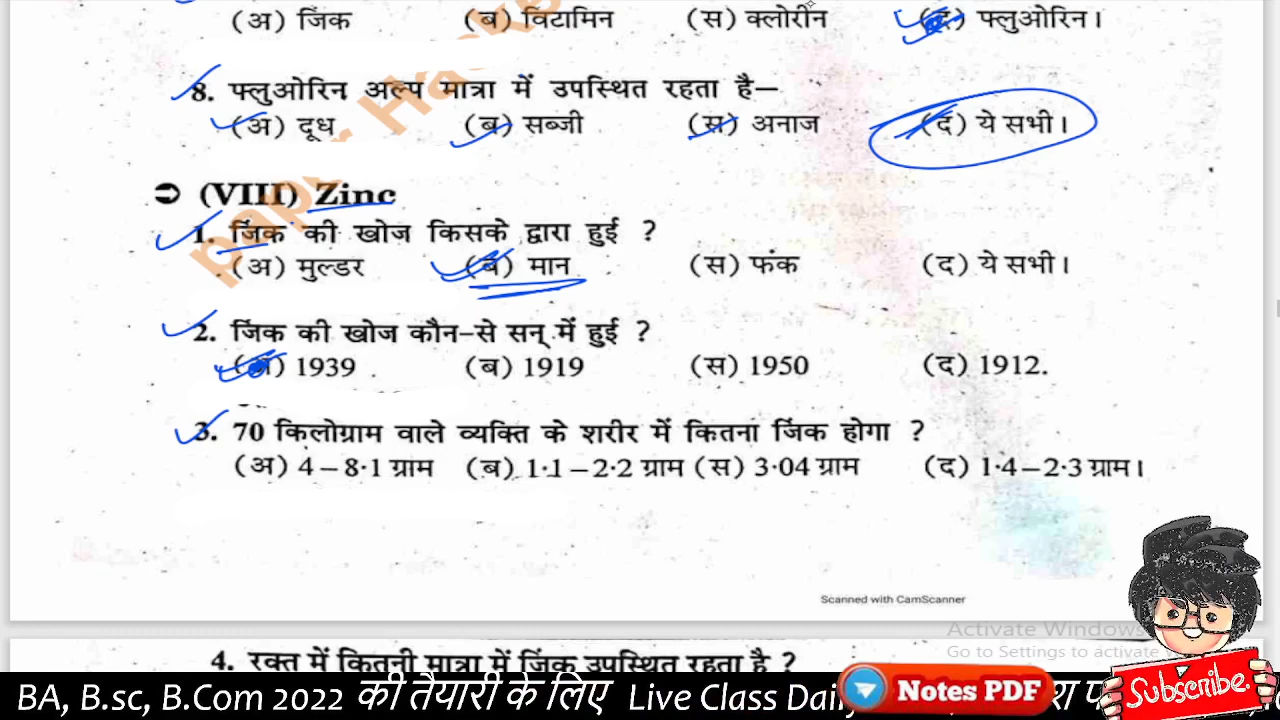 (अ) जिंक (ब) विटामिन (स) क्लोरीन (द) फ्लुओरिन।
8. फ्लुओरिन अल्प मात्रा में उपस्थित रहता है—
(अ) दूध (ब) सब्जी (स) अनाज (द) ये सभी।
➲ (VIII) Zinc
1. जिंक की खोज किसके द्वारा हुई ?
(अ) मुल्डर (ब) मान (स) फंक (द) ये सभी।
2. जिंक की खोज कौन-से सन् में हुई ?
(अ) 1939 (ब) 1919 (स) 1950 (द) 1912.
3. 70 किलोग्राम वाले व्यक्ति के शरीर में कितना जिंक होगा ?
(अ) 4–8·1 ग्राम (ब) 1·1–2·2 ग्राम (स) 3·04 ग्राम (द) 1·4–2·3 ग्राम।
Scanned with CamScanner
Activate Windows
Go to Settings to activate
4. रक्त में कितनी मात्रा में जिंक उपस्थित रहता है ?
BA, B.sc, B.Com 2022 की तैयारी के लिए Live Class Dail
Notes PDF
Subscribe.